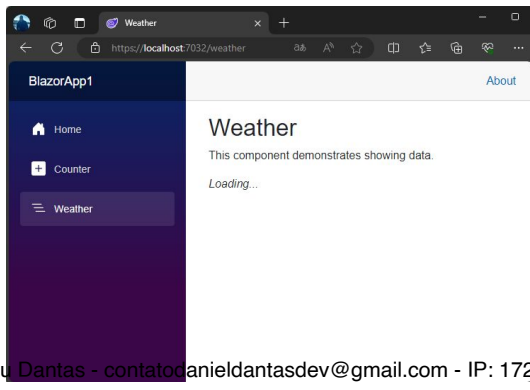 Weather
https://localhost:7032/weather
BlazorApp1
About
Home
Counter
Weather
Weather
This component demonstrates showing data.
Loading...
u Dantas - contatodanieldantasdev@gmail.com - IP: 172